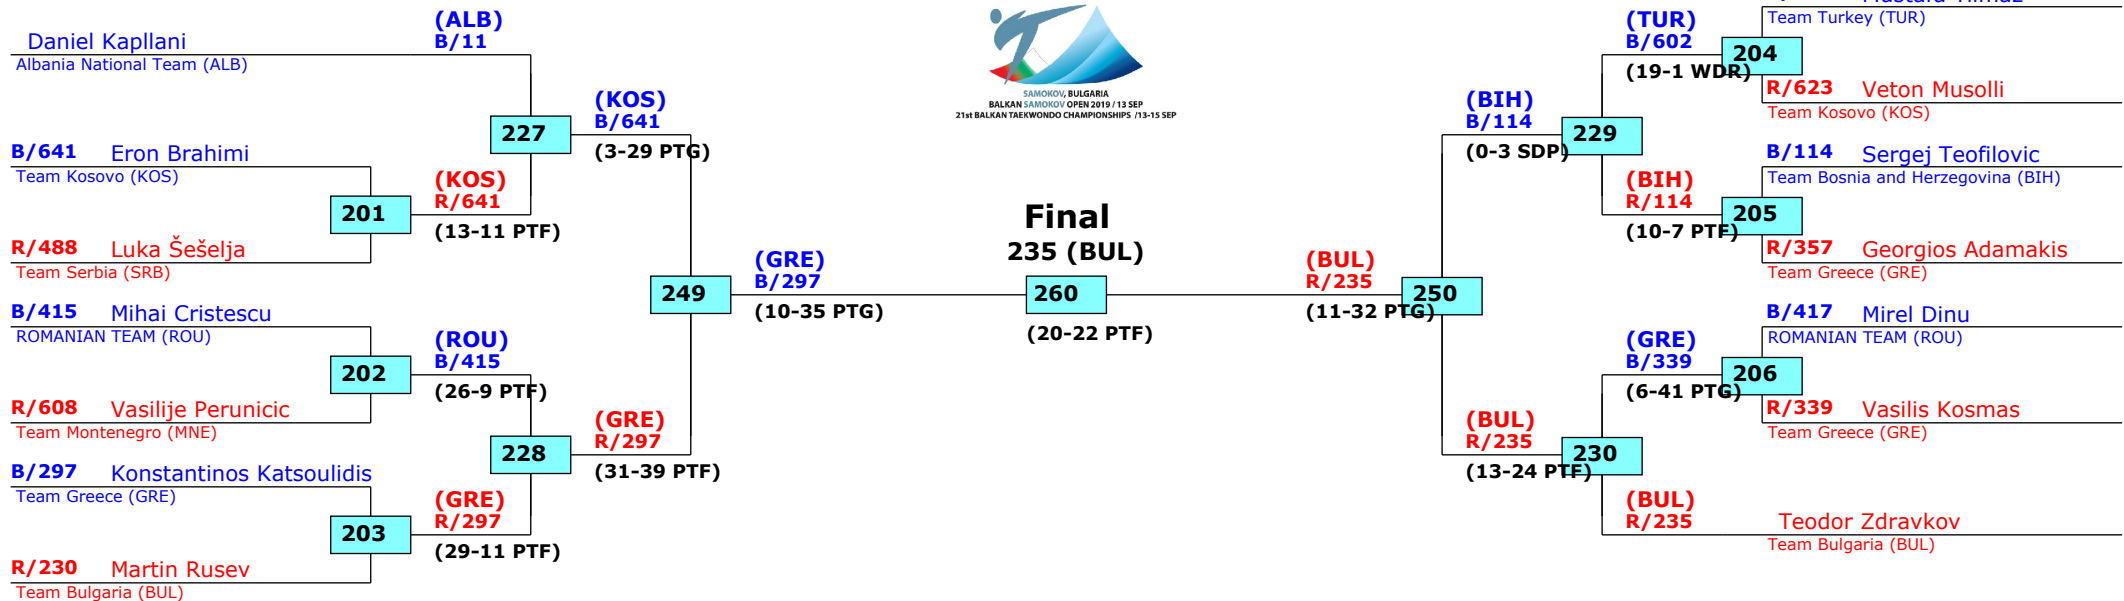 Daniel Kapllani
Albania National Team (ALB)
(ALB)
B/11
B/641 Eron Brahimi
Team Kosovo (KOS)
201
R/488 Luka Šešelja
Team Serbia (SRB)
(KOS)
R/641
(13-11 PTF)
227
(KOS)
B/641
(3-29 PTG)
B/415 Mihai Cristescu
ROMANIAN TEAM (ROU)
202
R/608 Vasilije Perunicic
Team Montenegro (MNE)
(ROU)
B/415
(26-9 PTF)
B/297 Konstantinos Katsoulidis
Team Greece (GRE)
203
R/230 Martin Rusev
Team Bulgaria (BUL)
(GRE)
R/297
(29-11 PTF)
228
(GRE)
R/297
(31-39 PTF)
249
(GRE)
B/297
(10-35 PTG)
SAMOKOV, BULGARIA
BALKAN SAMOKOV OPEN 2019 / 13 SEP
21st BALKAN TAEKWONDO CHAMPIONSHIPS /13-15 SEP
Final
235 (BUL)
260
(20-22 PTF)
(BUL)
R/235
(11-32 PTG)
250
(BIH)
B/114
(0-3 SDP)
229
(TUR)
B/602
(19-1 WDR)
204
Team Turkey (TUR)
R/623 Veton Musolli
Team Kosovo (KOS)
(BIH)
R/114
(10-7 PTF)
205
B/114 Sergej Teofilovic
Team Bosnia and Herzegovina (BIH)
R/357 Georgios Adamakis
Team Greece (GRE)
(BUL)
R/235
(13-24 PTF)
230
(GRE)
B/339
(6-41 PTG)
206
B/417 Mirel Dinu
ROMANIAN TEAM (ROU)
R/339 Vasilis Kosmas
Team Greece (GRE)
(BUL)
R/235
Teodor Zdravkov
Team Bulgaria (BUL)